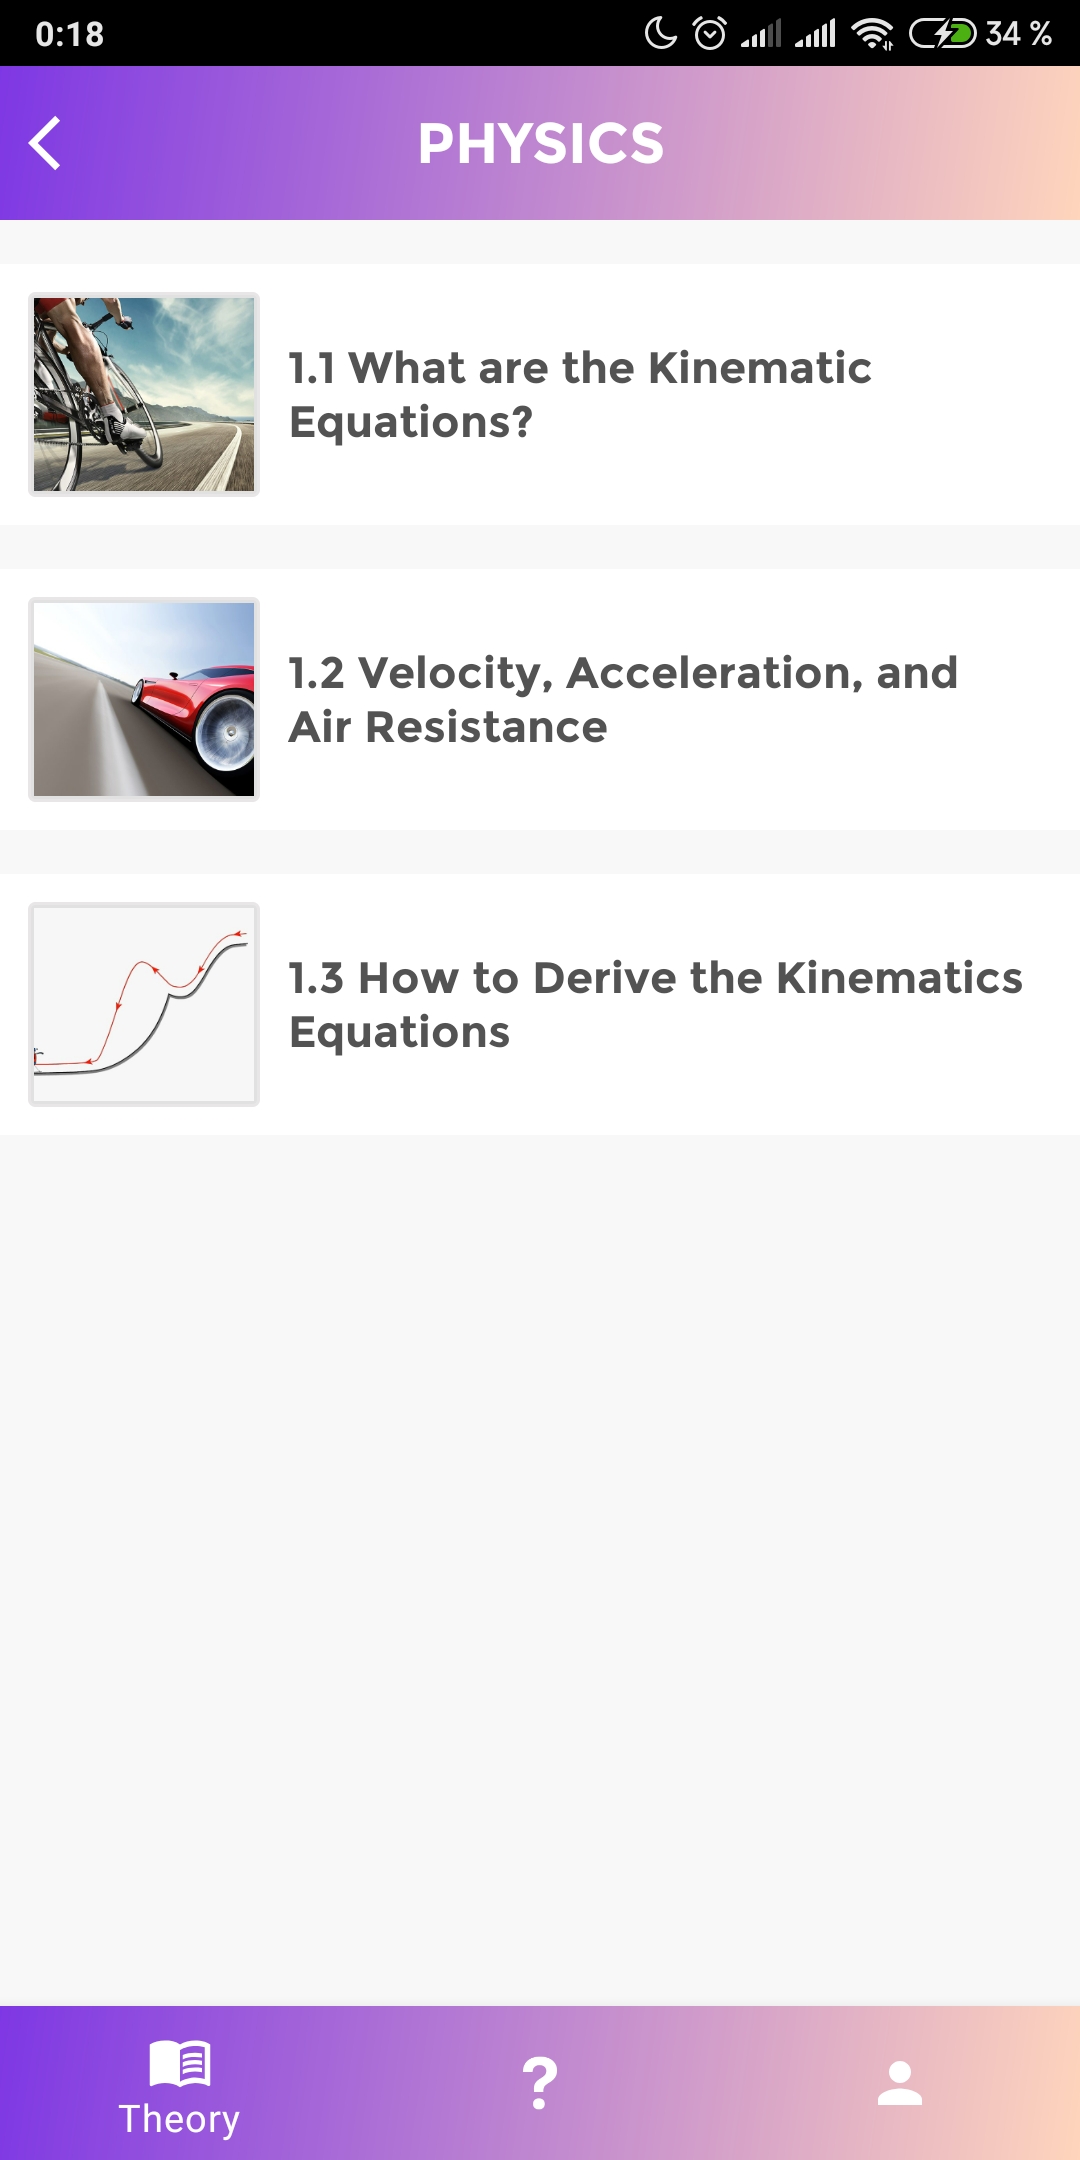 0:18
34 %
PHYSICS
1.1 What are the Kinematic
Equations?
1.2 Velocity, Acceleration, and
Air Resistance
1.3 How to Derive the Kinematics
Equations
Theory
?